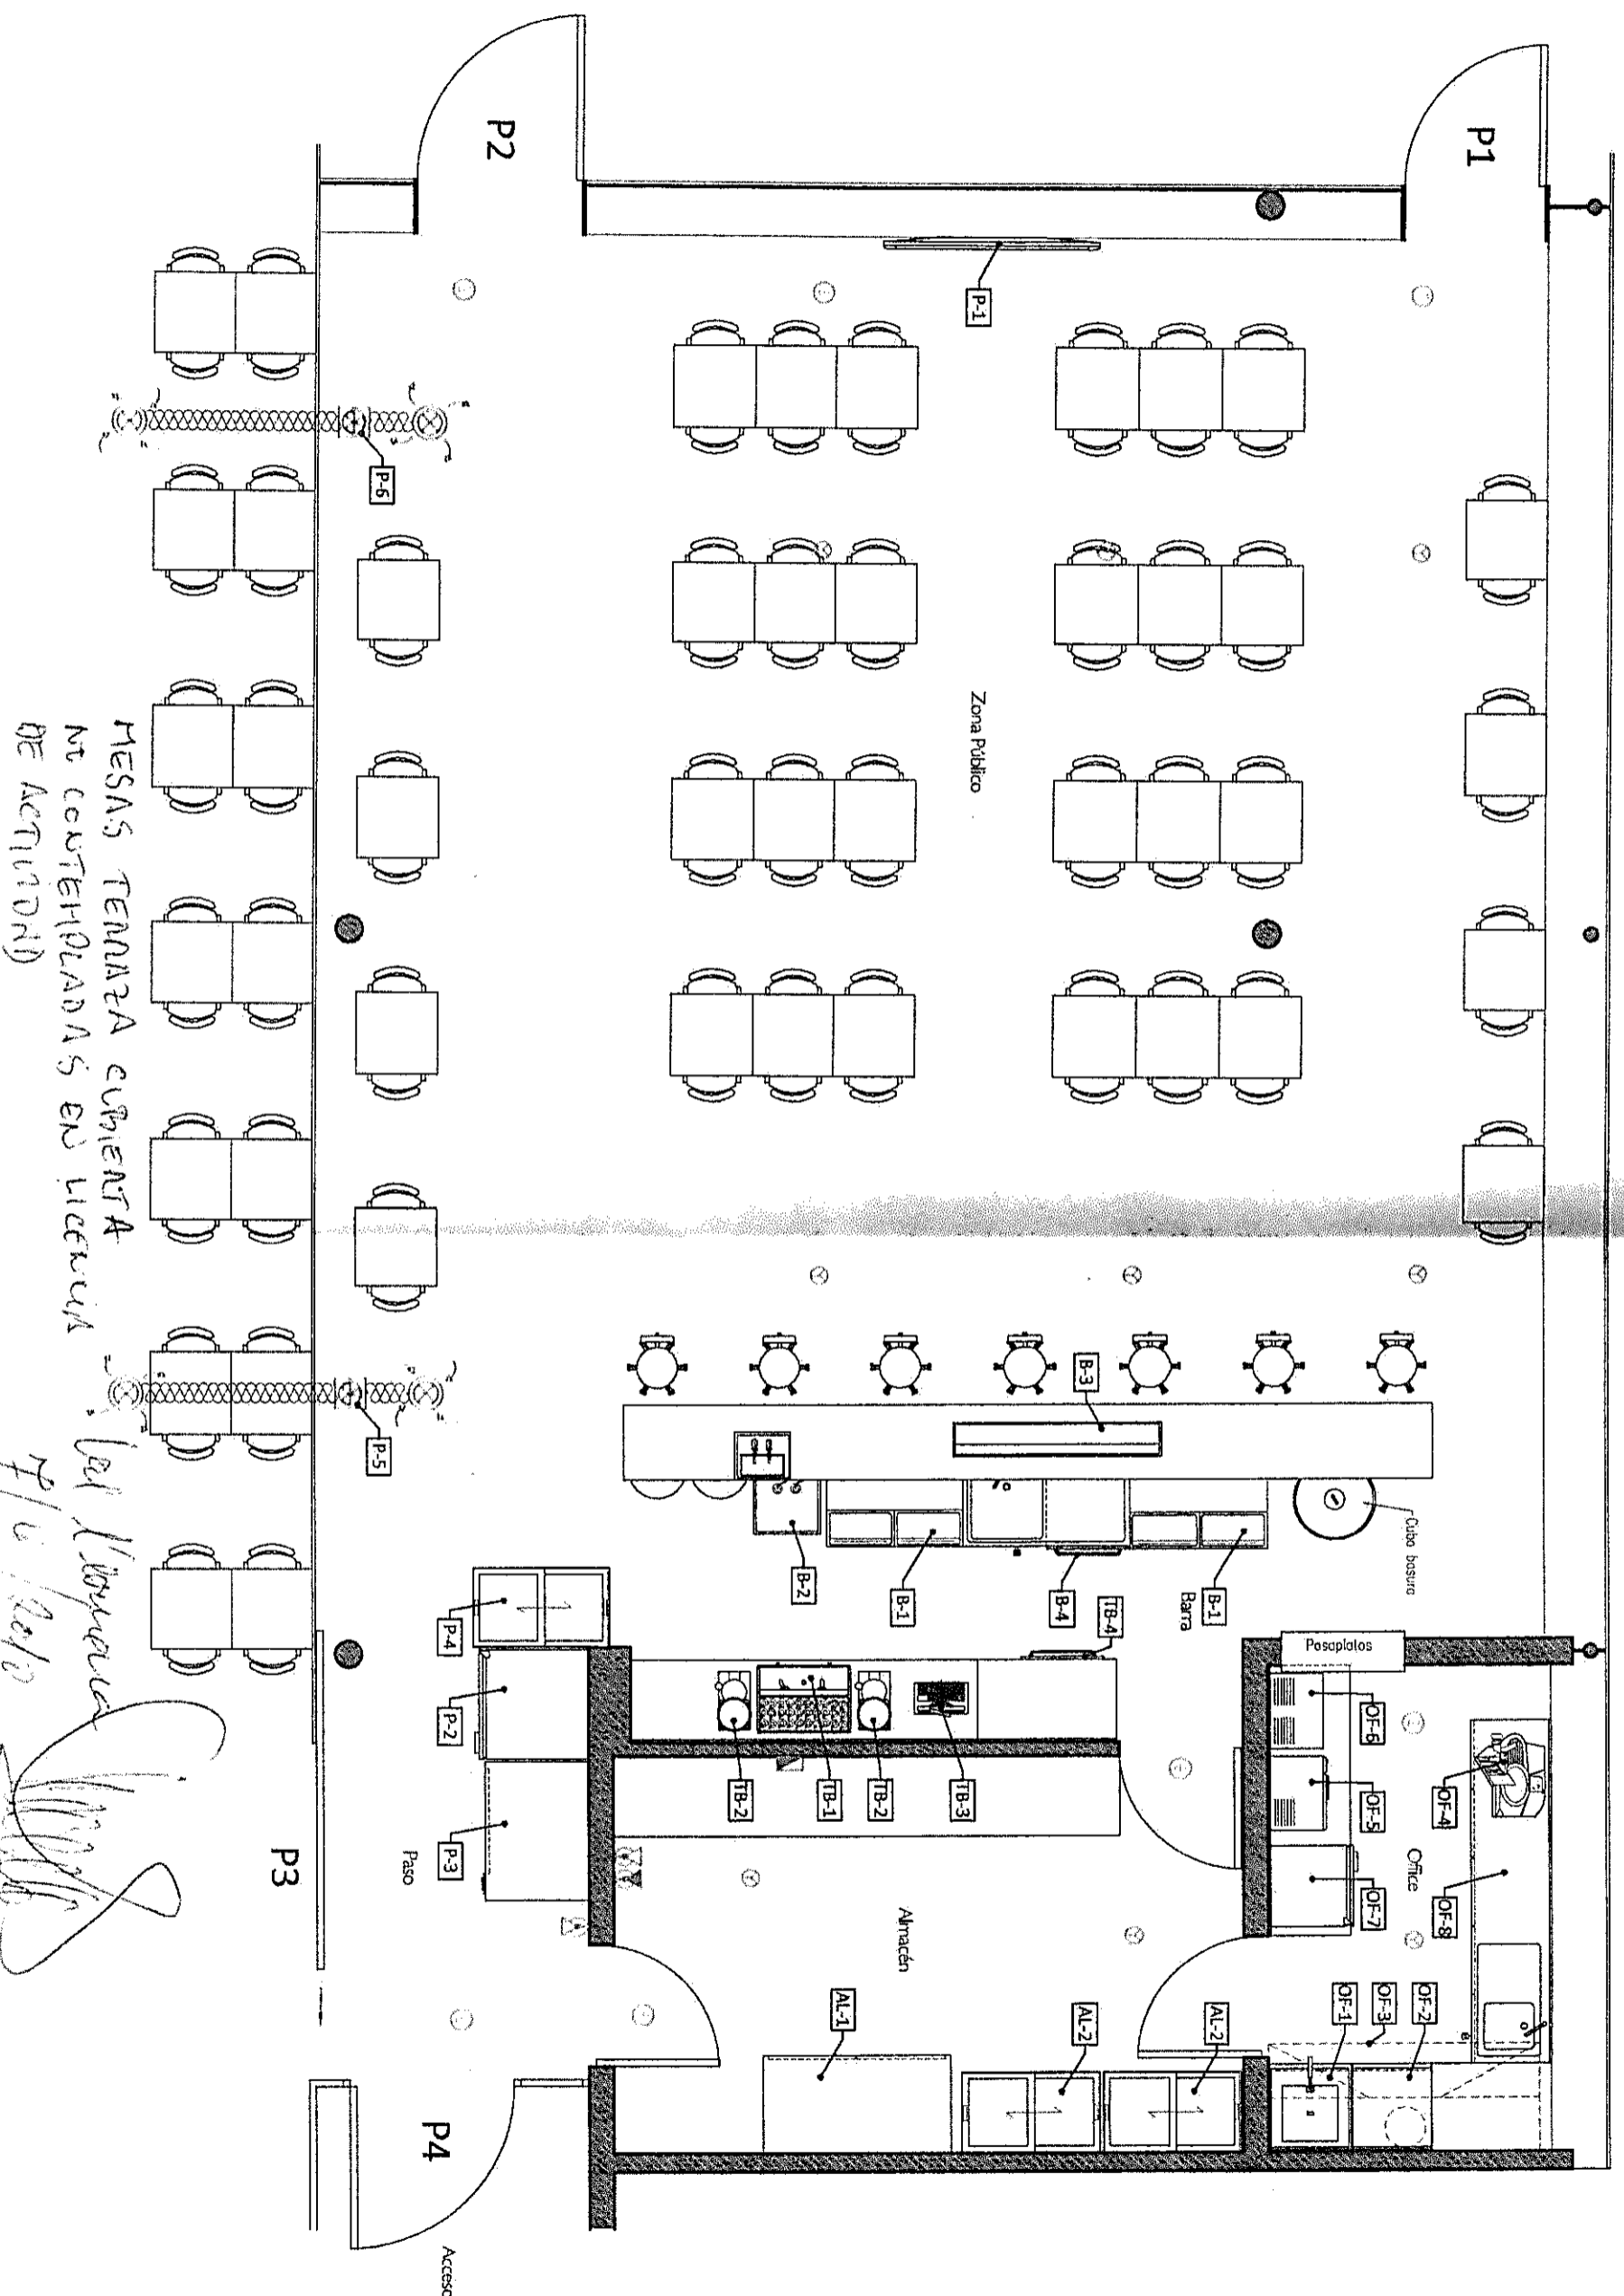 P1
P2
P-1
P-6
Zona Público
B-3
P-5
Cubo basura
B-1
Barra
B-4
B-1
B-2
TB-4
Pasaplatos
P-4
P-2
P-3
Paso
P3
TB-2
TB-1
TB-2
TB-3
OF-6
OF-5
OF-7
OF-4
OF-8
Office
Almacén
AL-1
AL-2
AL-2
OF-1
OF-3
OF-2
P4
Acceso
MESAS TERRAZA CUBIERTA
NO CONTEMPLADAS EN LICENCIA
DE ACTIVIDAD